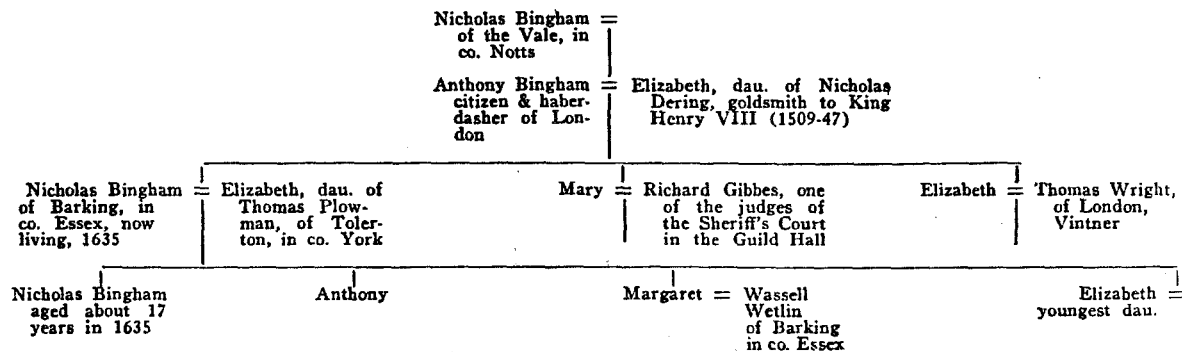 Nicholas Bingham =
of the Vale, in
co. Notts
Anthony Bingham =
citizen & haber-
dasher of Lon-
don
Elizabeth, dau. of Nicholas
Dering, goldsmith to King
Henry VIII (1509-47)
Nicholas Bingham =
of Barking, in
co. Essex, now
living, 1635
Elizabeth, dau. of
Thomas Plow-
man, of Toler-
ton, in co. York
Mary =
Richard Gibbes, one
of the judges of
the Sheriff's Court
in the Guild Hall
Elizabeth =
Thomas Wright,
of London,
Vintner
Nicholas Bingham
aged about 17
years in 1635
Anthony
Margaret =
Wassell
Wetlin
of Barking
in co. Essex
Elizabeth =
youngest dau.